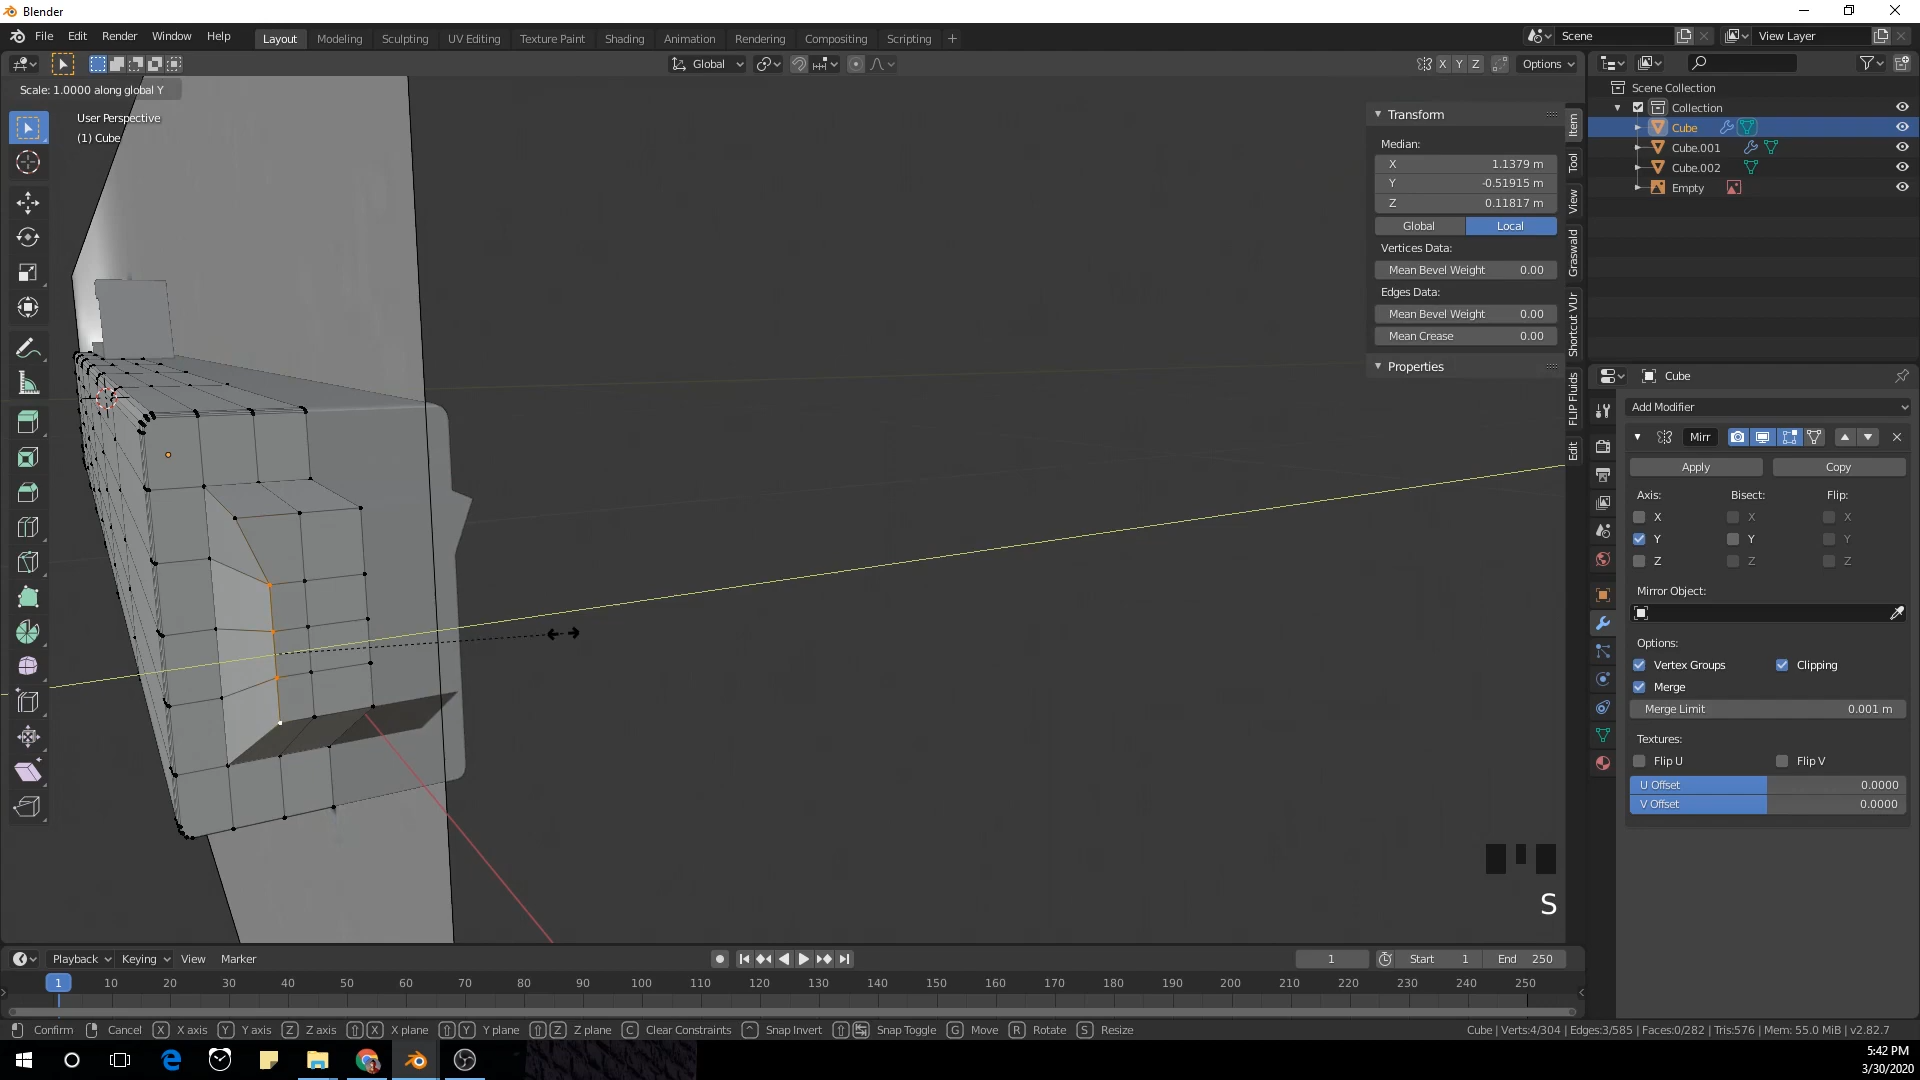 Blender
File Edit Render Window Help Layout Modeling Sculpting UV Editing Texture Paint Shading Animation Rendering Compositing Scripting + Scene View Layer
Global X Y Z Options
Scale: 1.0000 along global Y
User Perspective
(1) Cube
Transform
Median:
X 1.1379 m
Y -0.51915 m
Z 0.11817 m
Global Local
Vertices Data:
Mean Bevel Weight 0.00
Edges Data:
Mean Bevel Weight 0.00
Mean Crease 0.00
Properties
Item
Tool
View
Graswald
Shortcut VUr
FLIP Fluids
Edit
Scene Collection
Collection
Cube
Cube.001
Cube.002
Empty
Cube
Add Modifier
Mirr
Apply Copy
Axis: Bisect: Flip:
X X X
Y Y Y
Z Z Z
Mirror Object:
Options:
Vertex Groups Clipping
Merge
Merge Limit 0.001 m
Textures:
Flip U Flip V
U Offset 0.0000
V Offset 0.0000
S
Playback Keying View Marker 1 Start 1 End 250
1 10 20 30 40 50 60 70 80 90 100 110 120 130 140 150 160 170 180 190 200 210 220 230 240 250
Confirm Cancel X X axis Y Y axis Z Z axis X X plane Y Y plane Z Z plane C Clear Constraints Snap Invert Snap Toggle G Move R Rotate S Resize Cube | Verts:4/304 | Edges:3/585 | Faces:0/282 | Tris:576 | Mem: 55.0 MiB | v2.82.7
5:42 PM
3/30/2020